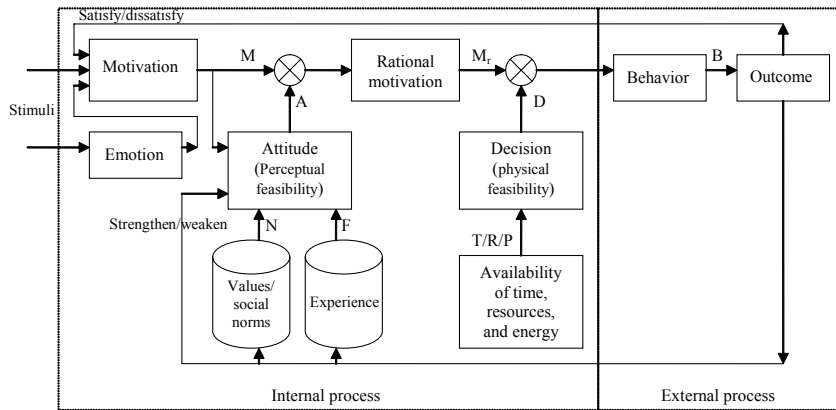 Satisfy/dissatisfy
Motivation
M
Rational
motivation
Mr
Behavior
B
Outcome
Stimuli
Emotion
A
D
Attitude
(Perceptual
feasibility)
Decision
(physical
feasibility)
Strengthen/weaken
N
F
T/R/P
Values/
social
norms
Experience
Availability
of time,
resources,
and energy
Internal process
External process